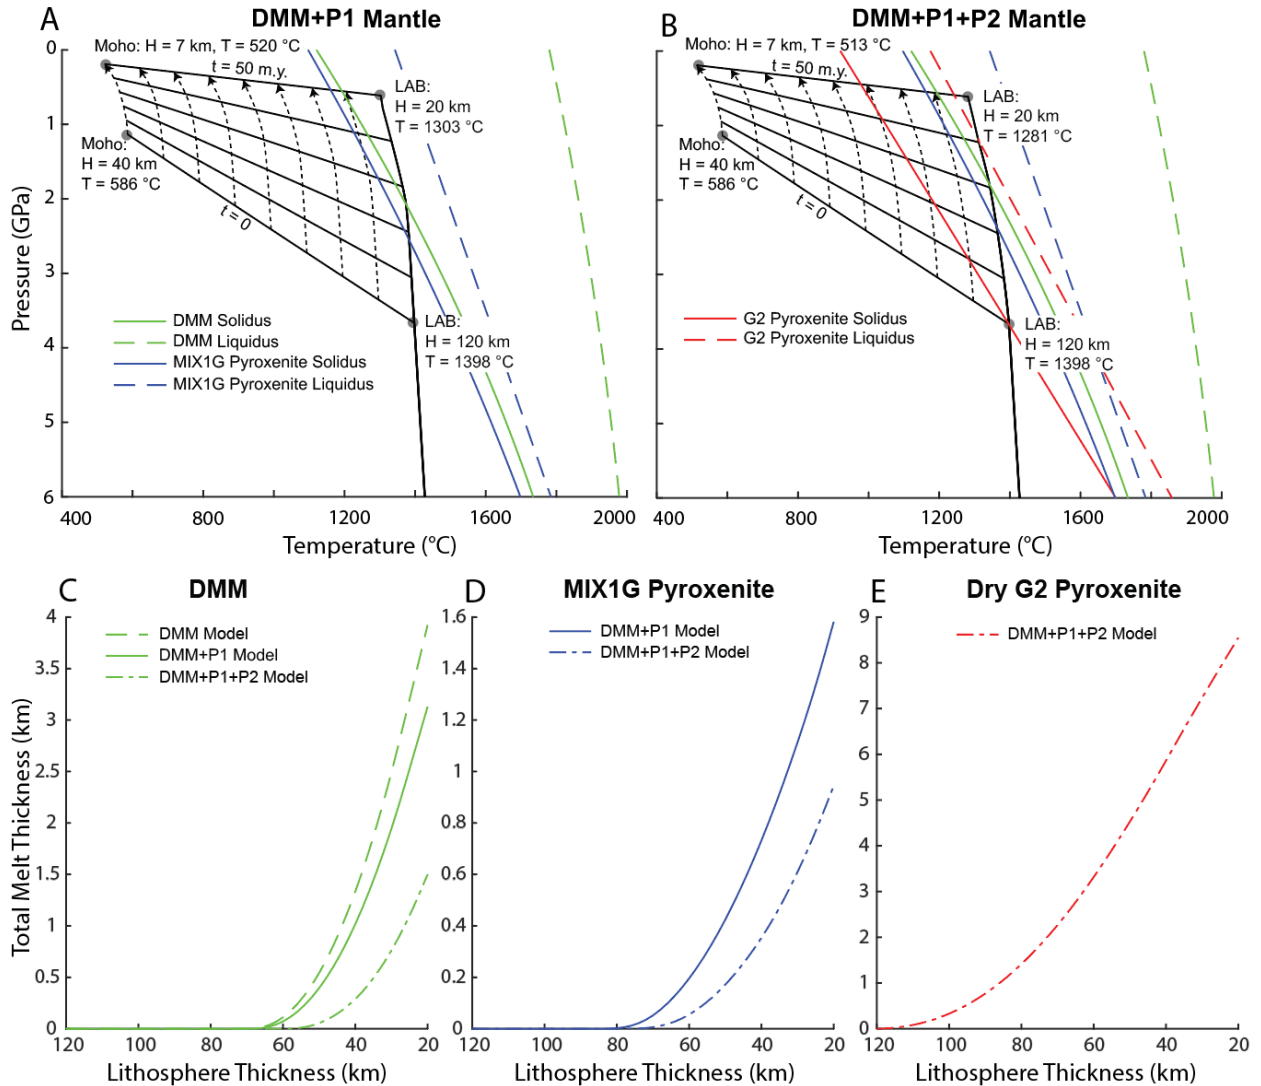 A
DMM+P1 Mantle
Moho: H = 7 km, T = 520 °C
t = 50 m.y.
LAB:
H = 20 km
T = 1303 °C
Moho:
H = 40 km
T = 586 °C
t = 0
LAB:
H = 120 km
T = 1398 °C
DMM Solidus
DMM Liquidus
MIX1G Pyroxenite Solidus
MIX1G Pyroxenite Liquidus
Pressure (GPa)
0
1
2
3
4
5
6
400 800 1200 1600 2000
Temperature (°C)
B
DMM+P1+P2 Mantle
Moho: H = 7 km, T = 513 °C
t = 50 m.y.
LAB:
H = 20 km
T = 1281 °C
Moho:
H = 40 km
T = 586 °C
t = 0
LAB:
H = 120 km
T = 1398 °C
G2 Pyroxenite Solidus
G2 Pyroxenite Liquidus
400 800 1200 1600 2000
Temperature (°C)
C
DMM
DMM Model
DMM+P1 Model
DMM+P1+P2 Model
Total Melt Thickness (km)
4
3.5
3
2.5
2
1.5
1
0.5
0
120 100 80 60 40 20
Lithosphere Thickness (km)
D
MIX1G Pyroxenite
DMM+P1 Model
DMM+P1+P2 Model
1.6
1.4
1.2
1
0.8
0.6
0.4
0.2
0
120 100 80 60 40 20
Lithosphere Thickness (km)
E
Dry G2 Pyroxenite
DMM+P1+P2 Model
9
8
7
6
5
4
3
2
1
0
120 100 80 60 40 20
Lithosphere Thickness (km)